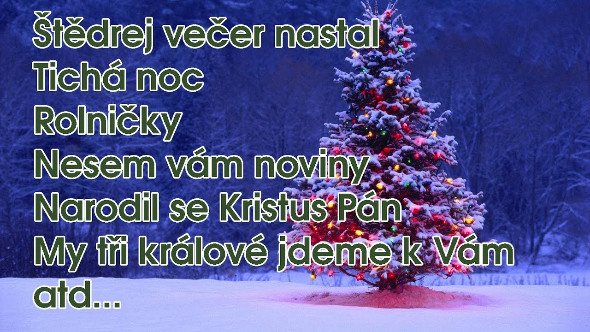 Štědrej večer nastal
Tichá noc
Rolničky
Nesem vám noviny
Narodil se Kristus Pán
My tři králové jdeme k Vám
atd...